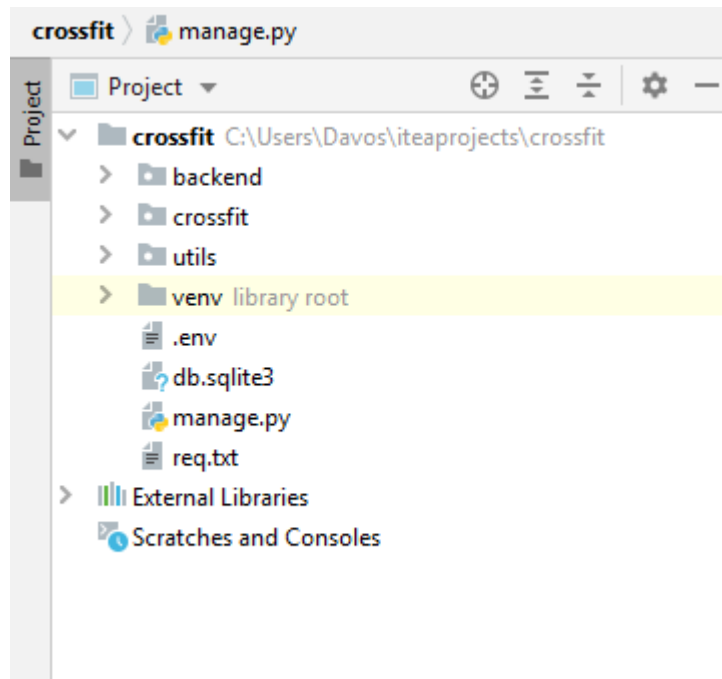 crossfit manage.py
Project
Project
crossfit C:\Users\Davos\iteaprojects\crossfit
backend
crossfit
utils
venv library root
.env
db.sqlite3
manage.py
req.txt
External Libraries
Scratches and Consoles